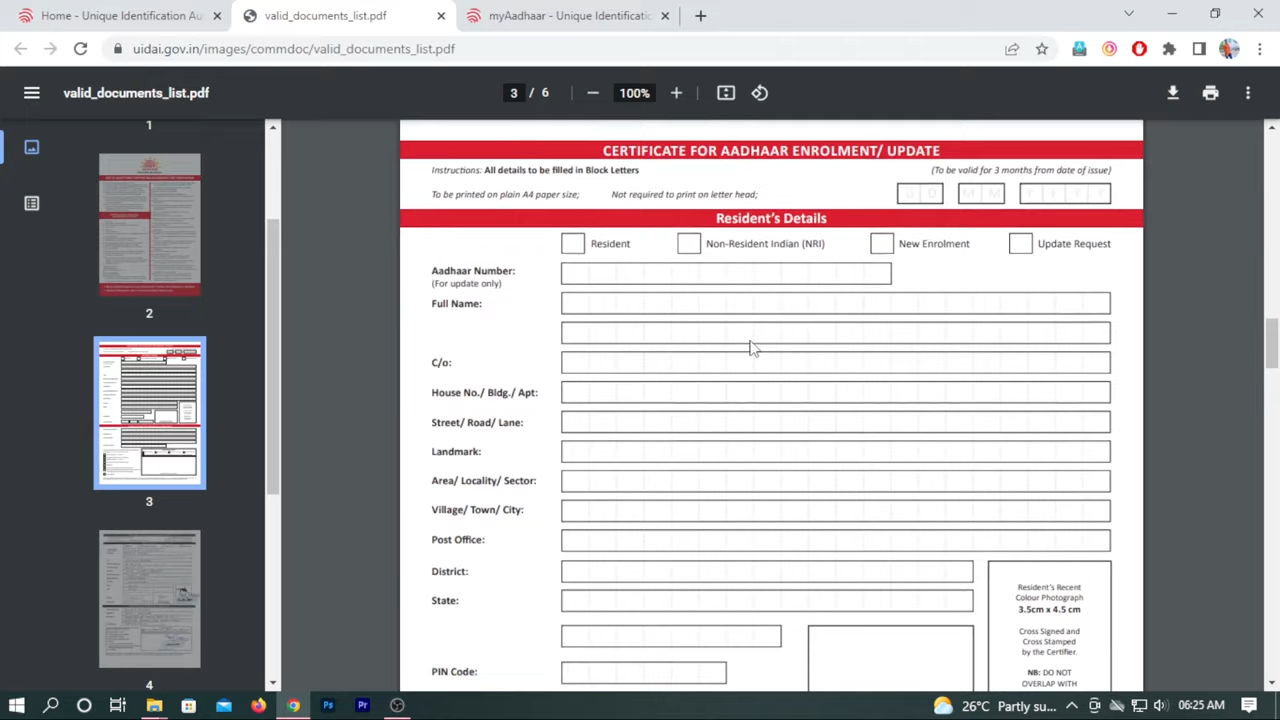 Home - Unique Identification Au
valid_documents_list.pdf
myAadhaar - Unique Identificatic
uidai.gov.in/images/commdoc/valid_documents_list.pdf
valid_documents_list.pdf
3 / 6
100%
1
2
3
4
CERTIFICATE FOR AADHAAR ENROLMENT/ UPDATE
Instructions: All details to be filled in Block Letters
(To be valid for 3 months from date of issue)
To be printed on plain A4 paper size; Not required to print on letter head;
D D M M Y Y Y Y
Resident's Details
Resident
Non-Resident Indian (NRI)
New Enrolment
Update Request
Aadhaar Number:
(For update only)
Full Name:
C/o:
House No./ Bldg./ Apt:
Street/ Road/ Lane:
Landmark:
Area/ Locality/ Sector:
Village/ Town/ City:
Post Office:
District:
State:
PIN Code:
Resident's Recent
Colour Photograph
3.5cm x 4.5 cm
Cross Signed and
Cross Stamped
by the Certifier.
NB: DO NOT
OVERLAP WITH
26°C Partly su...
06:25 AM